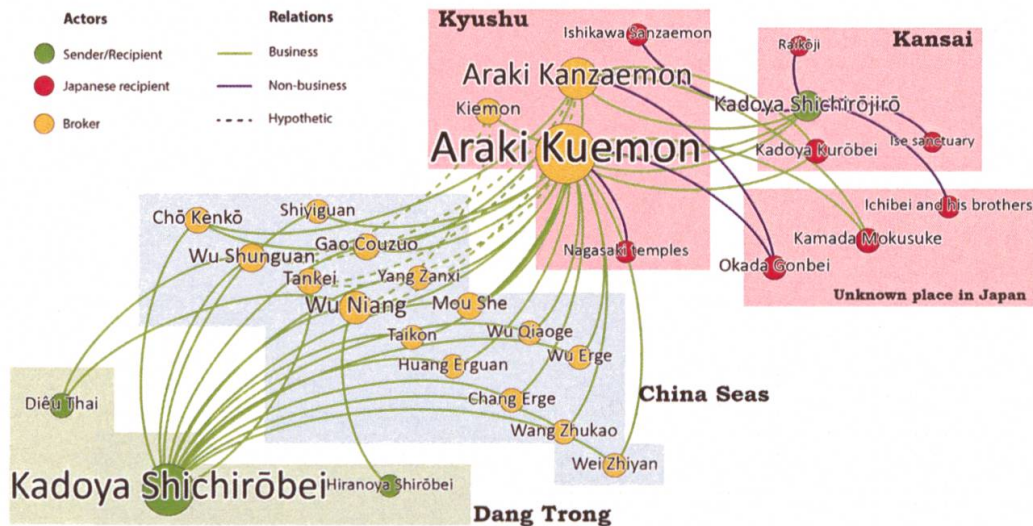 Actors
Relations
Sender/Recipient
Business
Japanese recipient
Non-business
Broker
Hypothetic
Kyushu
Kansai
Ishikawa Sanzaemon
Raikōji
Araki Kanzaemon
Kadoya Shichirōjirō
Kiemon
Araki Kuemon
Kadoya Kurōbei
Ise sanctuary
Ichibei and his brothers
Nagasaki temples
Kamada Mokusuke
Okada Gonbei
Unknown place in Japan
Chō Kenkō
Shiyiguan
Wu Shunguan
Gao Couzuo
Tankei
Yang Zanxi
Wu Niang
Mou She
Taikon
Wu Qiaoge
Huang Erguan
Wu Erge
Chang Erge
China Seas
Wang Zhukao
Wei Zhiyan
Diêu Thai
Kadoya Shichirōbei
Hiranoya Shirōbei
Dang Trong